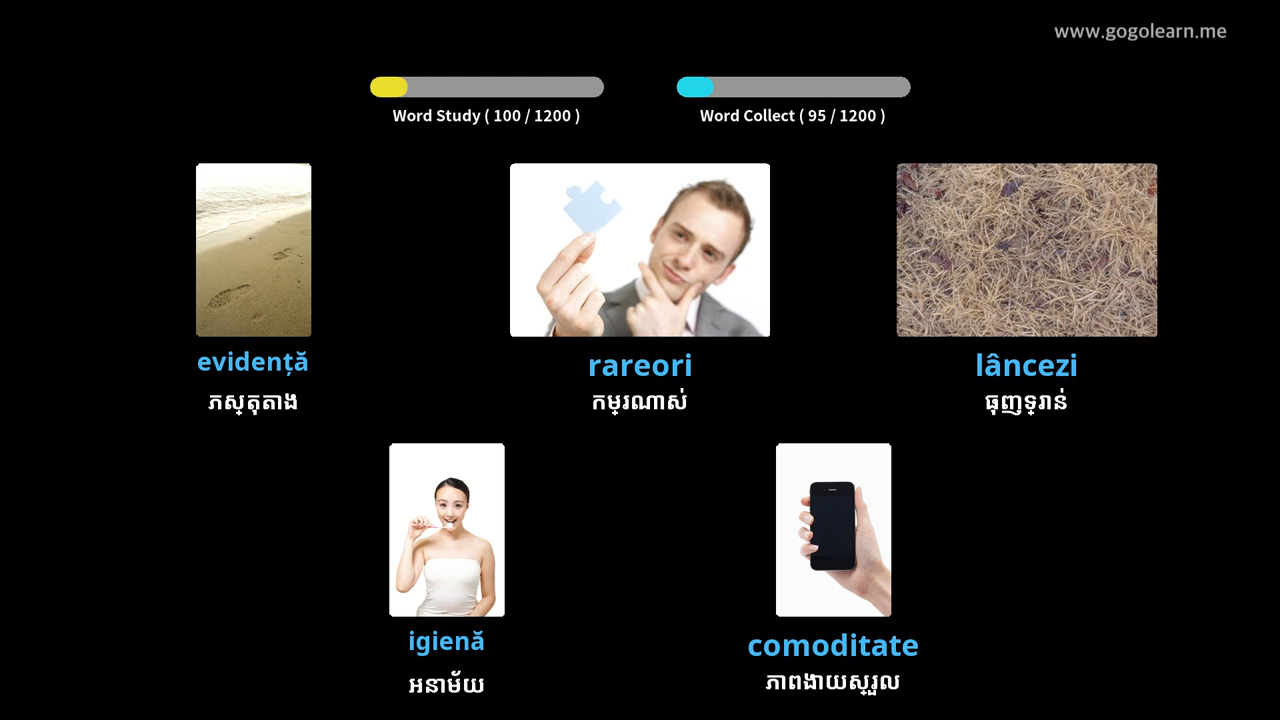 www.gogolearn.me
Word Study ( 100 / 1200 )
Word Collect ( 95 / 1200 )
evidență
rareori
lâncezi
ភស្តុតាង
កម្រណាស់
ធុញទ្រាន់
igienă
comoditate
អនាម័យ
ភាពងាយស្រួល